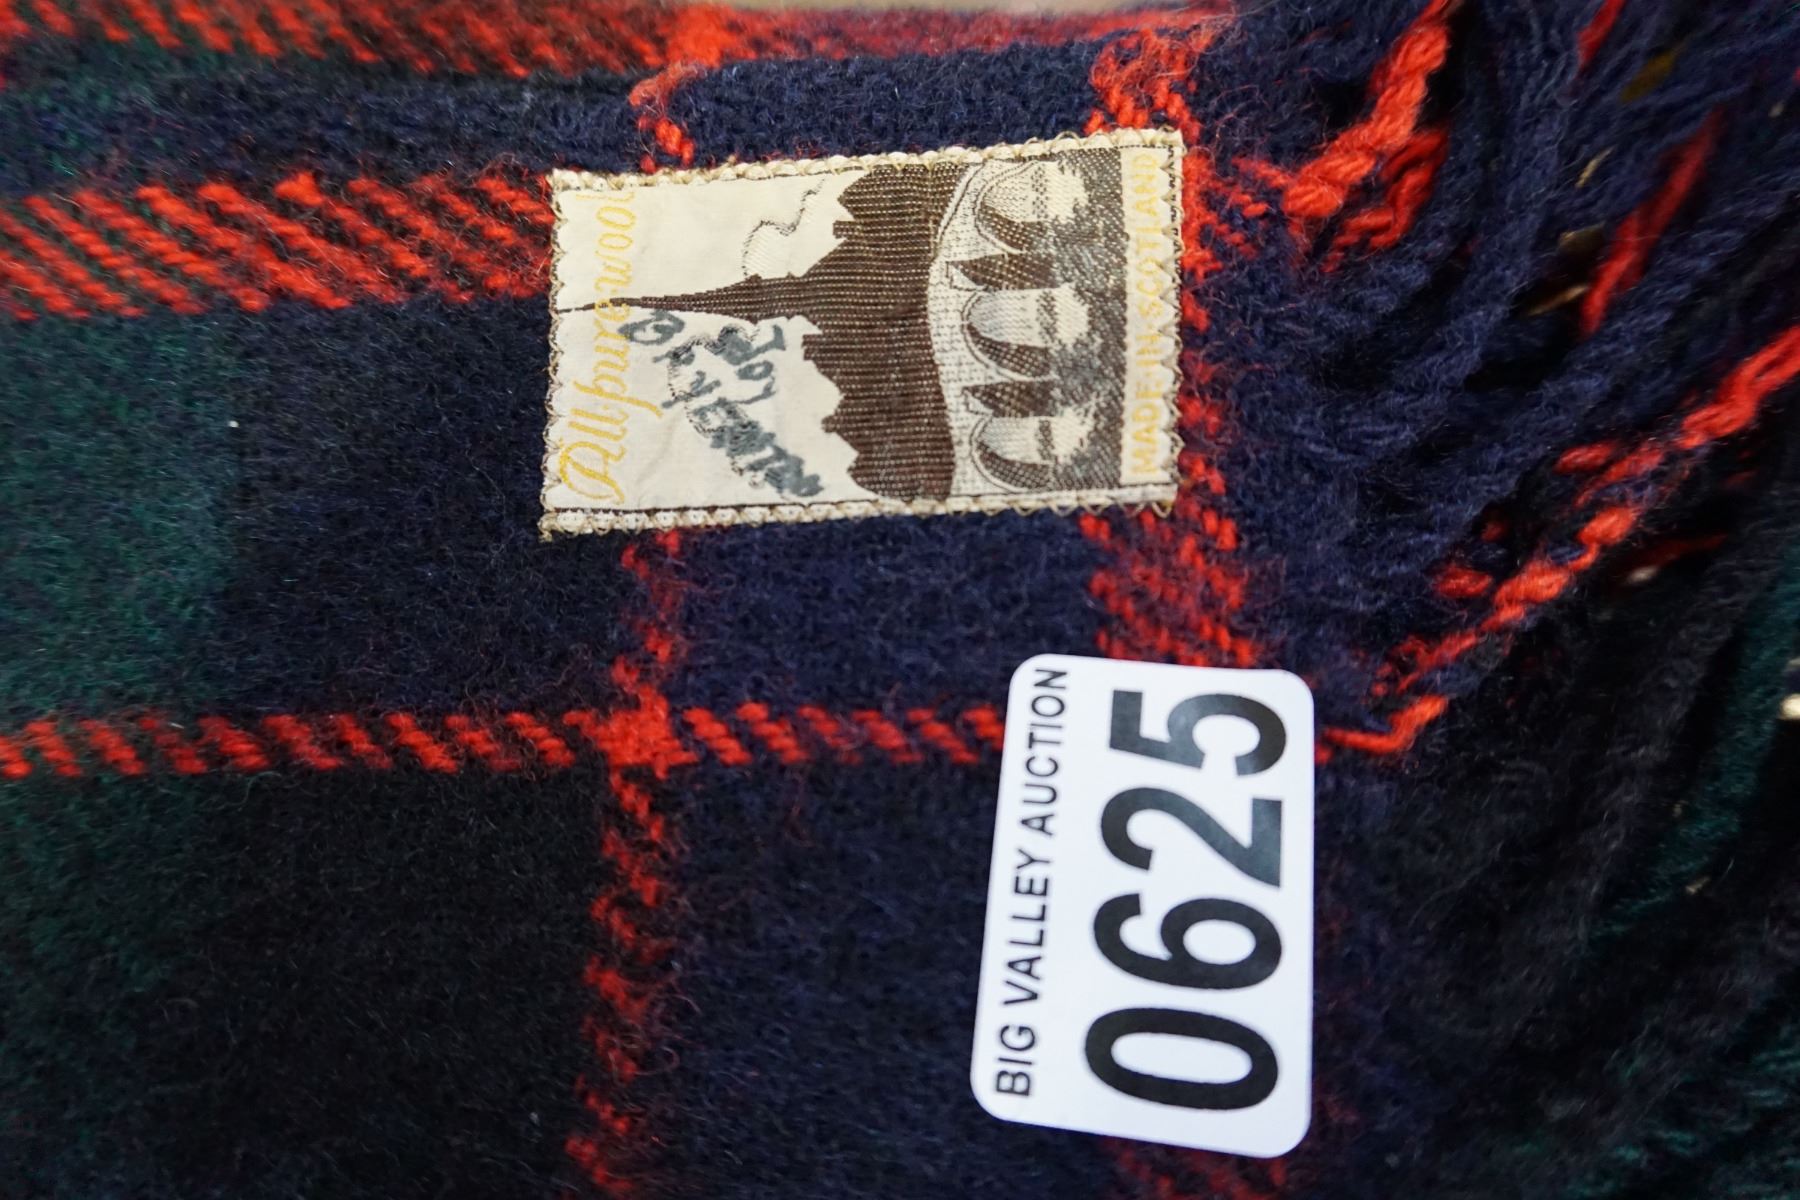 All pure wool
MADE·IN·SCOTLAND
BIG VALLEY AUCTION
0625